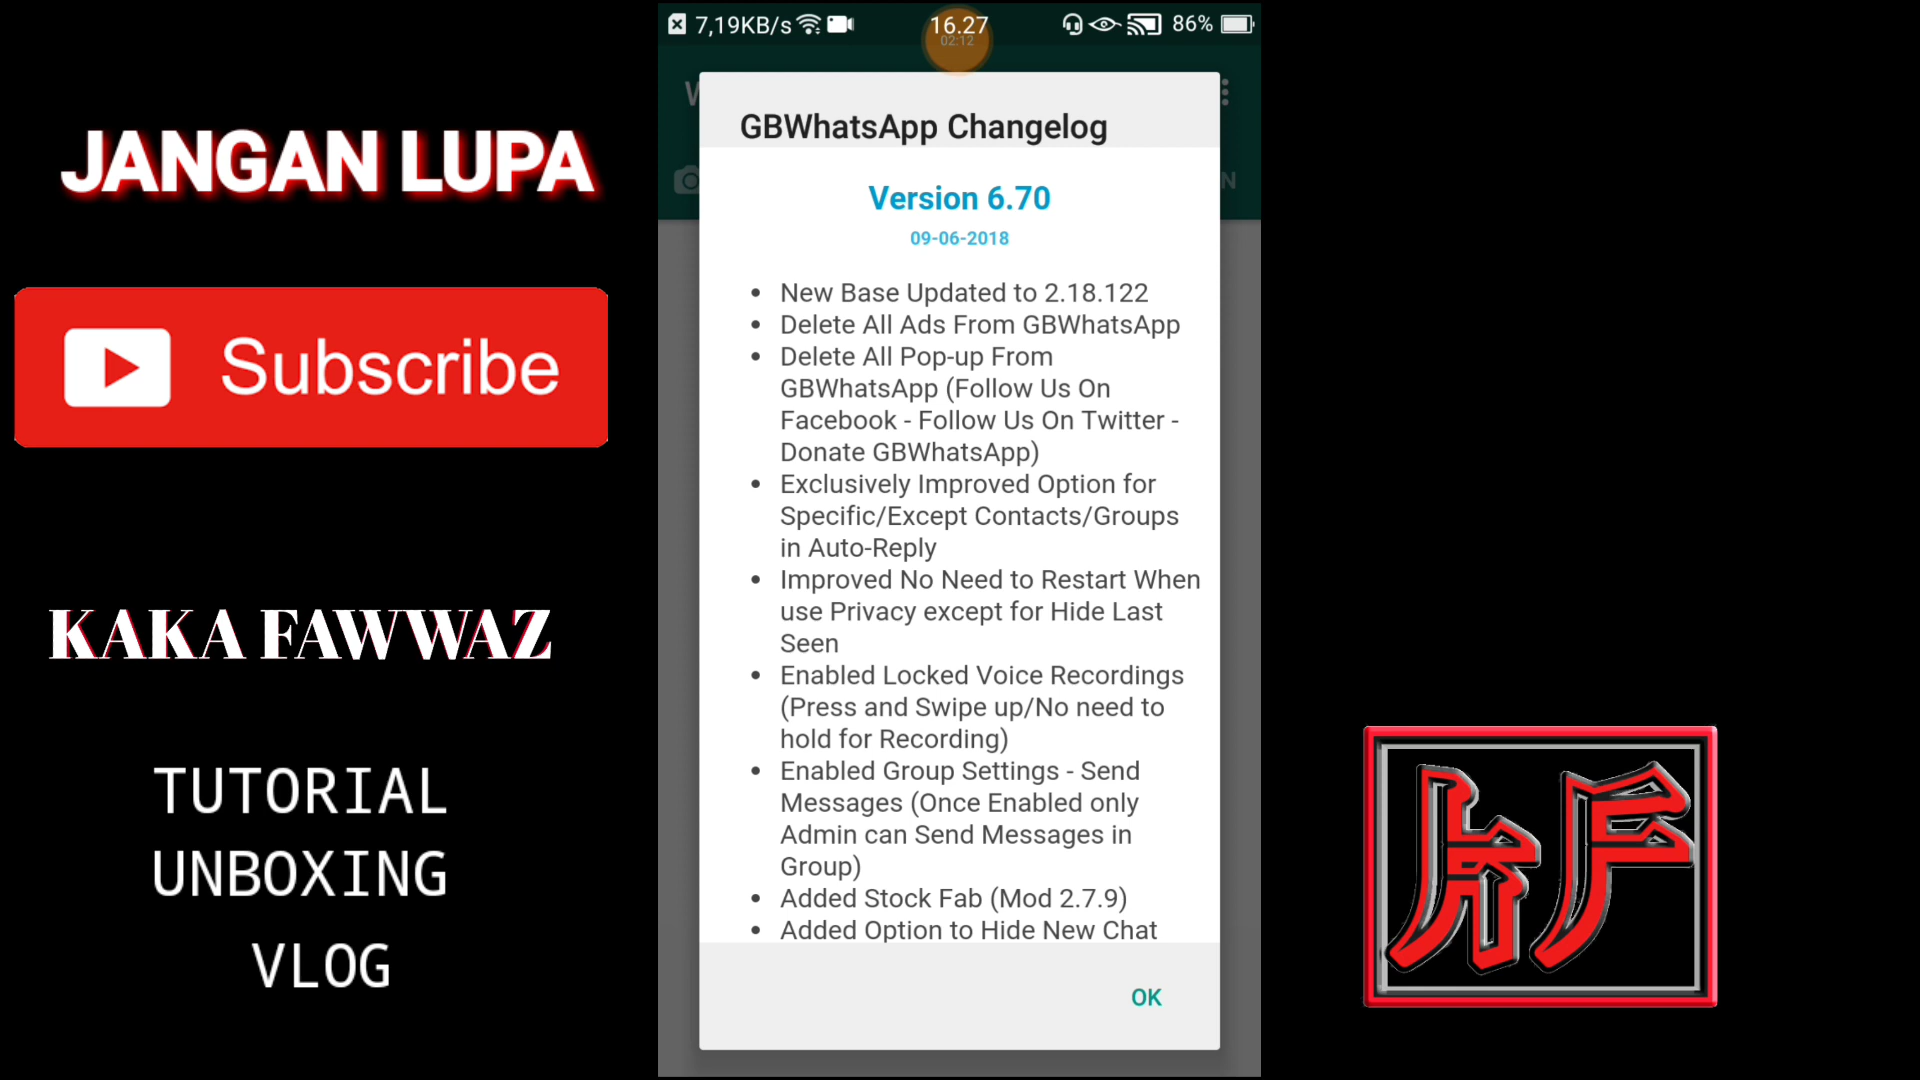 JANGAN LUPA
Subscribe
KAKA FAWWAZ
TUTORIAL
UNBOXING
VLOG
7,19KB/s
16.27
02:12
86%
W
N
GBWhatsApp Changelog
Version 6.70
09-06-2018
• New Base Updated to 2.18.122
• Delete All Ads From GBWhatsApp
• Delete All Pop-up From
GBWhatsApp (Follow Us On
Facebook - Follow Us On Twitter -
Donate GBWhatsApp)
• Exclusively Improved Option for
Specific/Except Contacts/Groups
in Auto-Reply
• Improved No Need to Restart When
use Privacy except for Hide Last
Seen
• Enabled Locked Voice Recordings
(Press and Swipe up/No need to
hold for Recording)
• Enabled Group Settings - Send
Messages (Once Enabled only
Admin can Send Messages in
Group)
• Added Stock Fab (Mod 2.7.9)
• Added Option to Hide New Chat
OK
KF